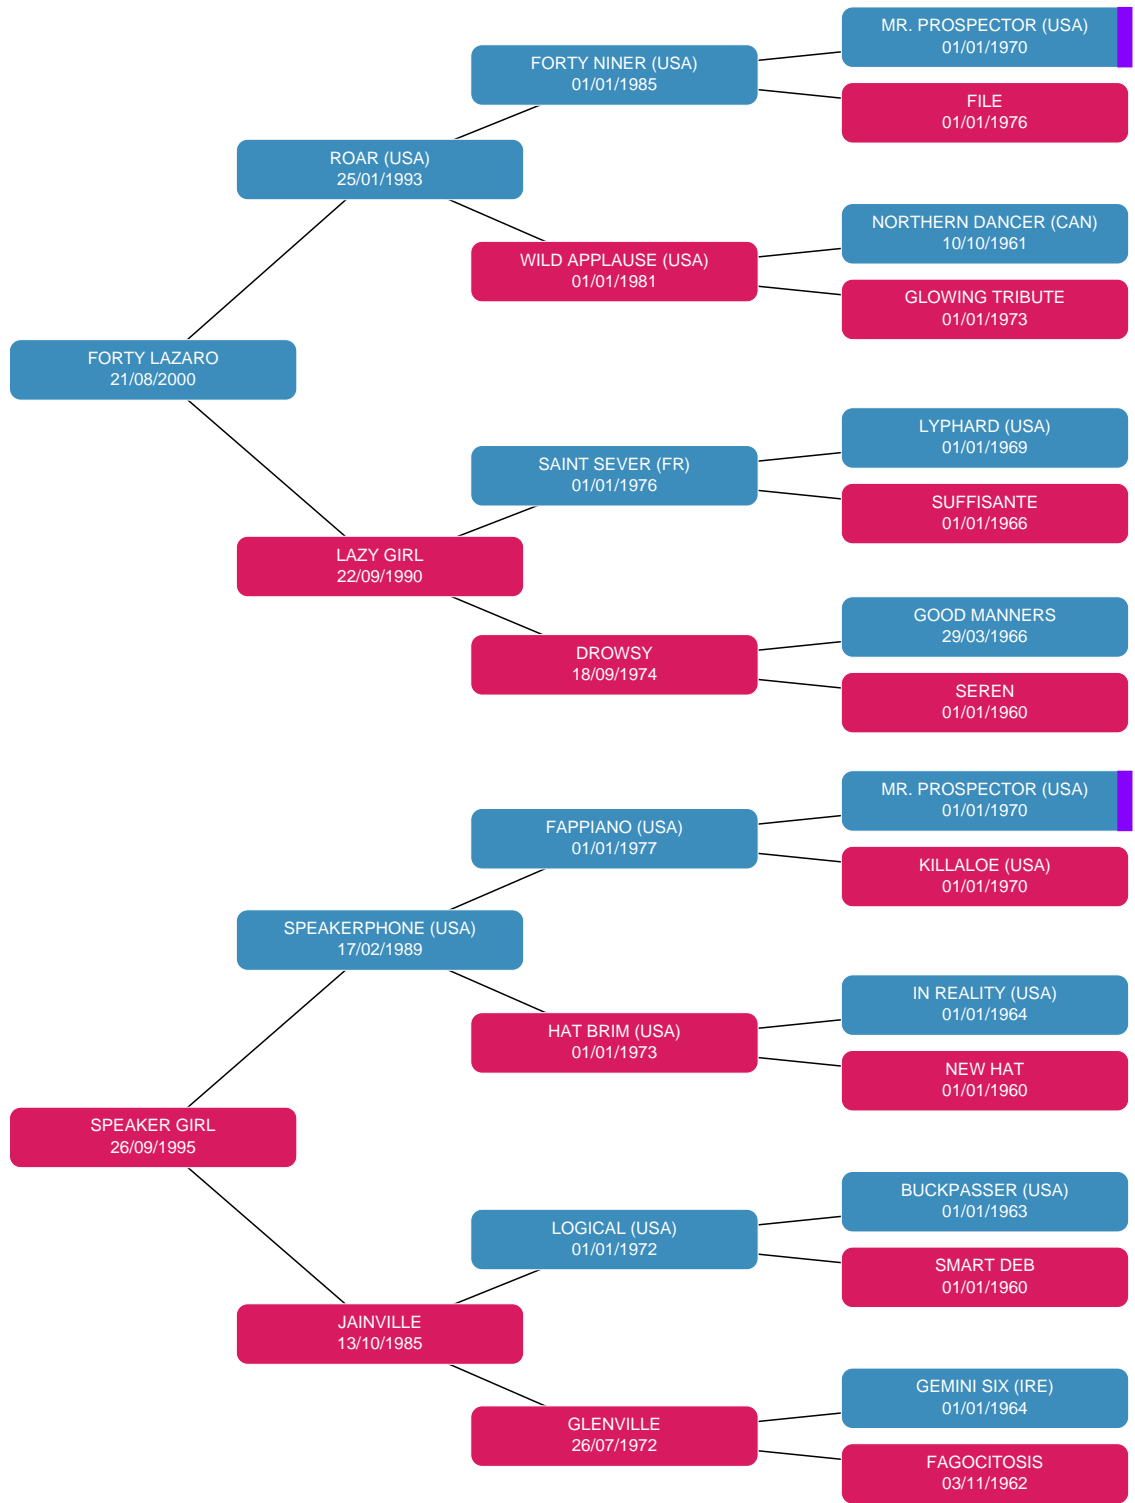 MR. PROSPECTOR (USA)
01/01/1970
FORTY NINER (USA)
01/01/1985
FILE
01/01/1976
ROAR (USA)
25/01/1993
NORTHERN DANCER (CAN)
10/10/1961
WILD APPLAUSE (USA)
01/01/1981
GLOWING TRIBUTE
01/01/1973
FORTY LAZARO
21/08/2000
LYPHARD (USA)
01/01/1969
SAINT SEVER (FR)
01/01/1976
SUFFISANTE
01/01/1966
LAZY GIRL
22/09/1990
GOOD MANNERS
29/03/1966
DROWSY
18/09/1974
SEREN
01/01/1960
MR. PROSPECTOR (USA)
01/01/1970
FAPPIANO (USA)
01/01/1977
KILLALOE (USA)
01/01/1970
SPEAKERPHONE (USA)
17/02/1989
IN REALITY (USA)
01/01/1964
HAT BRIM (USA)
01/01/1973
NEW HAT
01/01/1960
SPEAKER GIRL
26/09/1995
BUCKPASSER (USA)
01/01/1963
LOGICAL (USA)
01/01/1972
SMART DEB
01/01/1960
JAINVILLE
13/10/1985
GEMINI SIX (IRE)
01/01/1964
GLENVILLE
26/07/1972
FAGOCITOSIS
03/11/1962